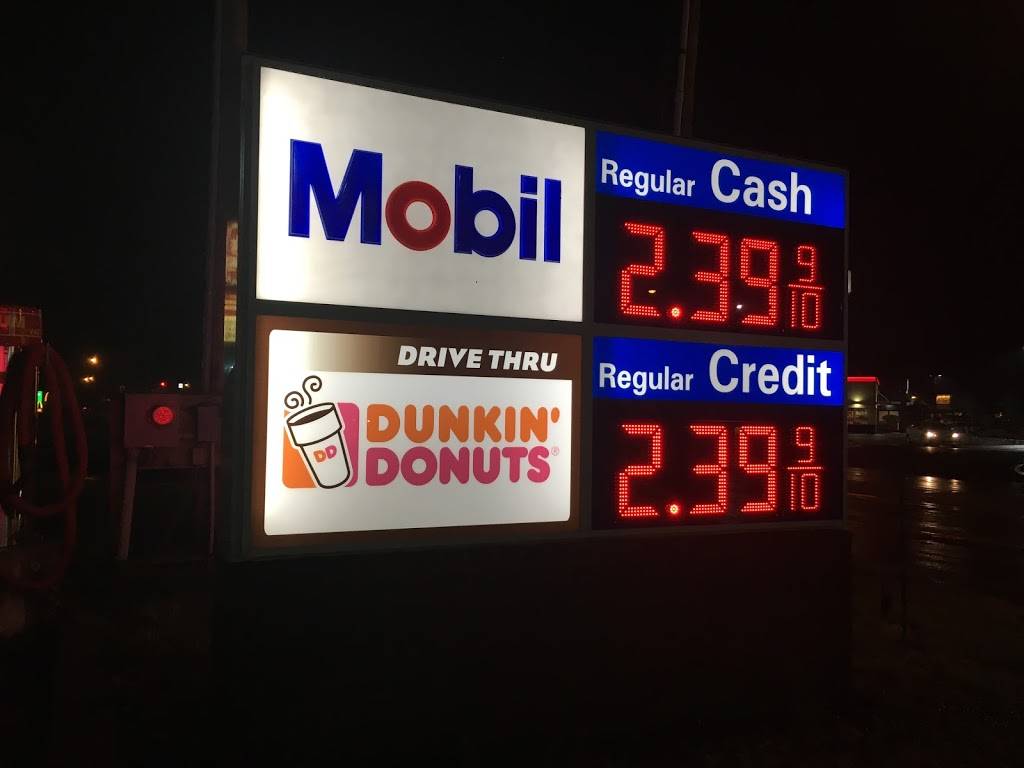 Mobil
Regular Cash
2.39 9/10
DRIVE THRU
DD
DUNKIN'
DONUTS®
Regular Credit
2.39 9/10